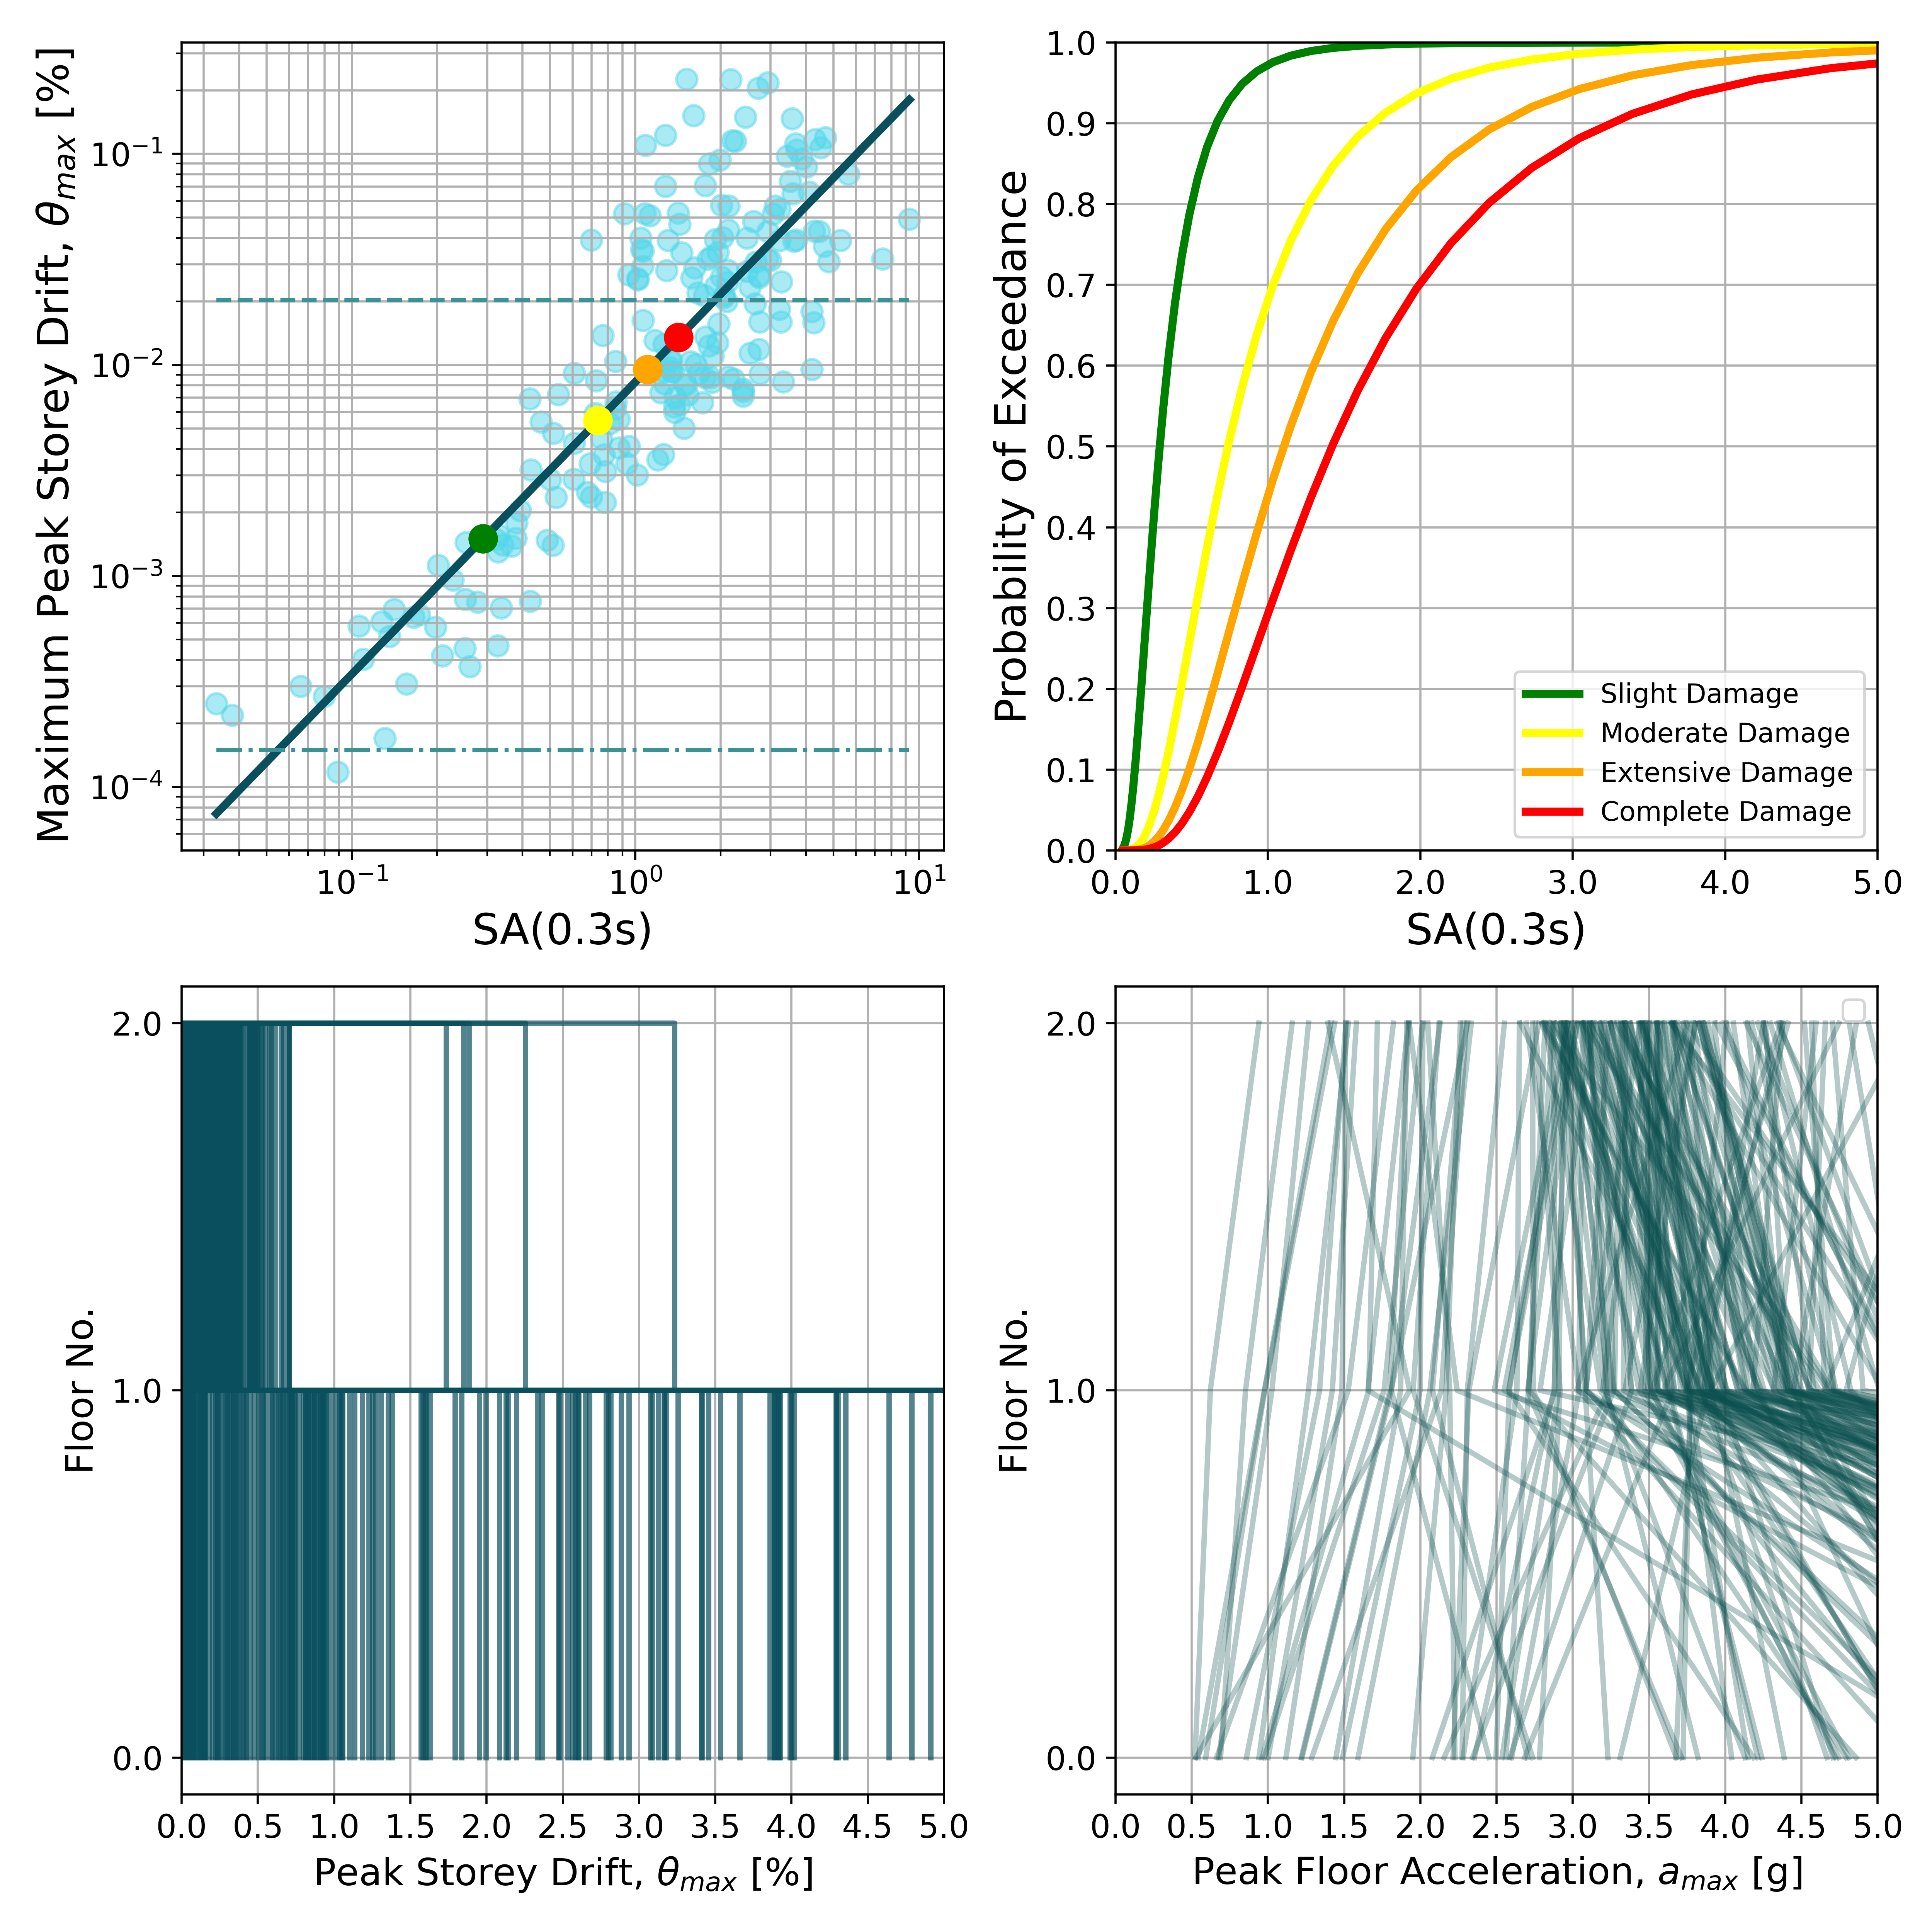 Maximum Peak Storey Drift, θmax [%]
10⁻¹
10⁻²
10⁻³
10⁻⁴
10⁻¹ 10⁰ 10¹
SA(0.3s)
Probability of Exceedance
1.0
0.9
0.8
0.7
0.6
0.5
0.4
0.3
0.2
0.1
0.0
Slight Damage
Moderate Damage
Extensive Damage
Complete Damage
0.0 1.0 2.0 3.0 4.0 5.0
SA(0.3s)
Floor No.
2.0
1.0
0.0
0.0 0.5 1.0 1.5 2.0 2.5 3.0 3.5 4.0 4.5 5.0
Peak Storey Drift, θmax [%]
Floor No.
2.0
1.0
0.0
0.0 0.5 1.0 1.5 2.0 2.5 3.0 3.5 4.0 4.5 5.0
Peak Floor Acceleration, amax [g]